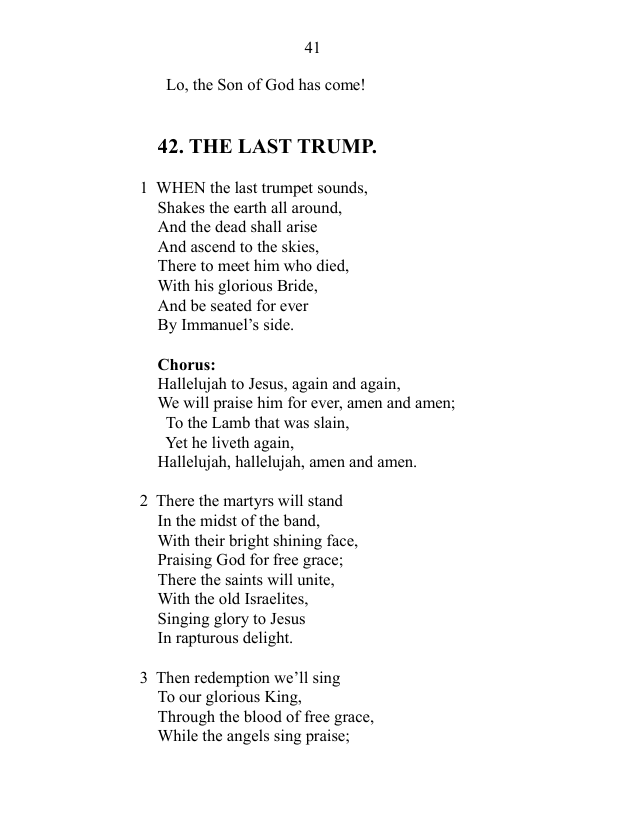 41
Lo, the Son of God has come!
42. THE LAST TRUMP.
1 WHEN the last trumpet sounds,
Shakes the earth all around,
And the dead shall arise
And ascend to the skies,
There to meet him who died,
With his glorious Bride,
And be seated for ever
By Immanuel’s side.
Chorus:
Hallelujah to Jesus, again and again,
We will praise him for ever, amen and amen;
To the Lamb that was slain,
Yet he liveth again,
Hallelujah, hallelujah, amen and amen.
2 There the martyrs will stand
In the midst of the band,
With their bright shining face,
Praising God for free grace;
There the saints will unite,
With the old Israelites,
Singing glory to Jesus
In rapturous delight.
3 Then redemption we’ll sing
To our glorious King,
Through the blood of free grace,
While the angels sing praise;